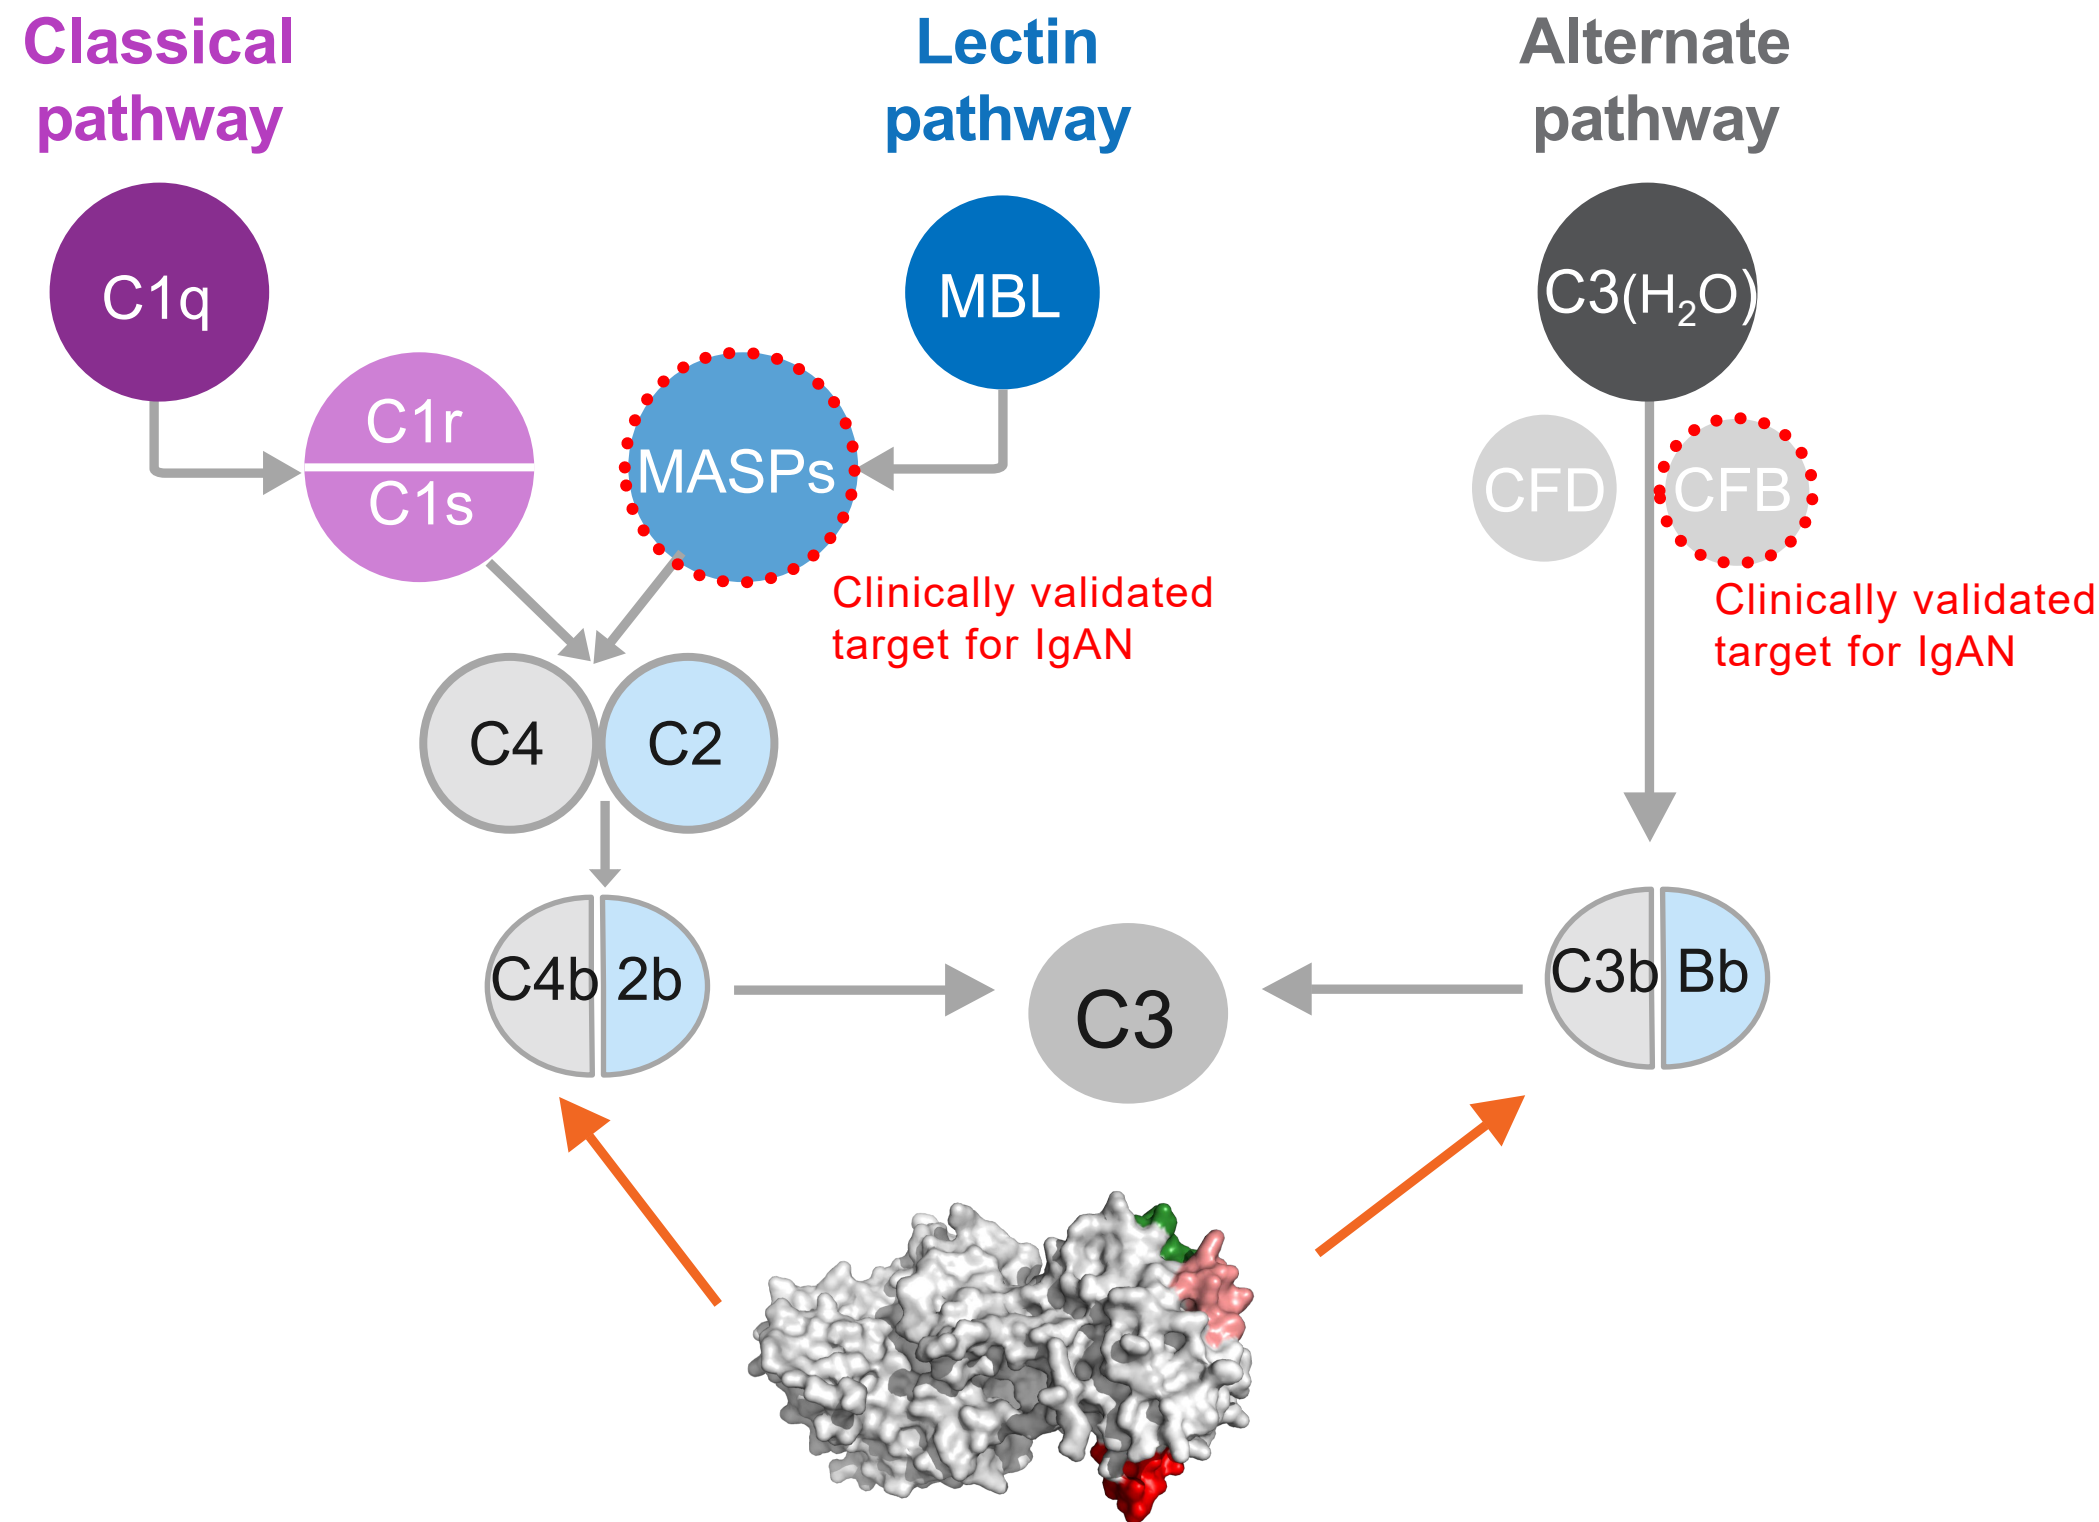 Classical
pathway
Lectin
pathway
Alternate
pathway
C1q
MBL
C3(H₂O)
C1r
C1s
MASPs
CFD
CFB
Clinically validated
target for IgAN
Clinically validated
target for IgAN
C4
C2
C4b
2b
C3
C3b
Bb